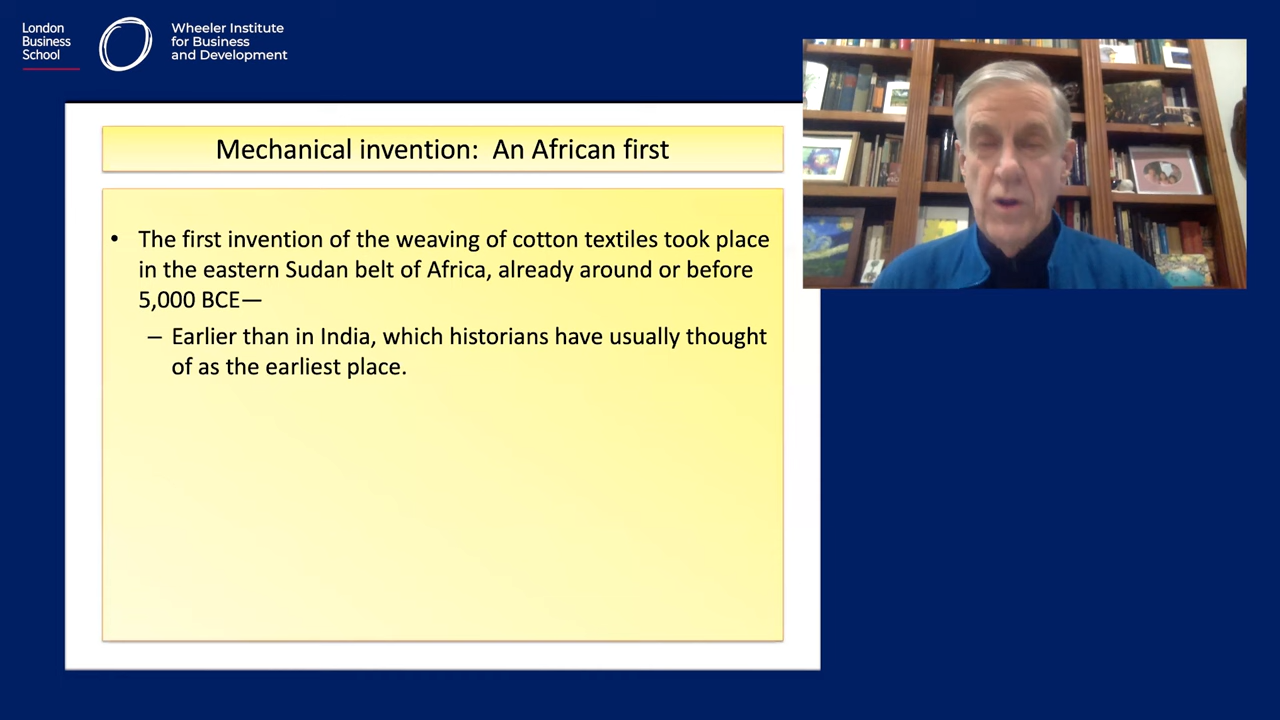 London
Business
School
Wheeler Institute
for Business
and Development
Mechanical invention: An African first
• The first invention of the weaving of cotton textiles took place
in the eastern Sudan belt of Africa, already around or before
5,000 BCE—
– Earlier than in India, which historians have usually thought
of as the earliest place.